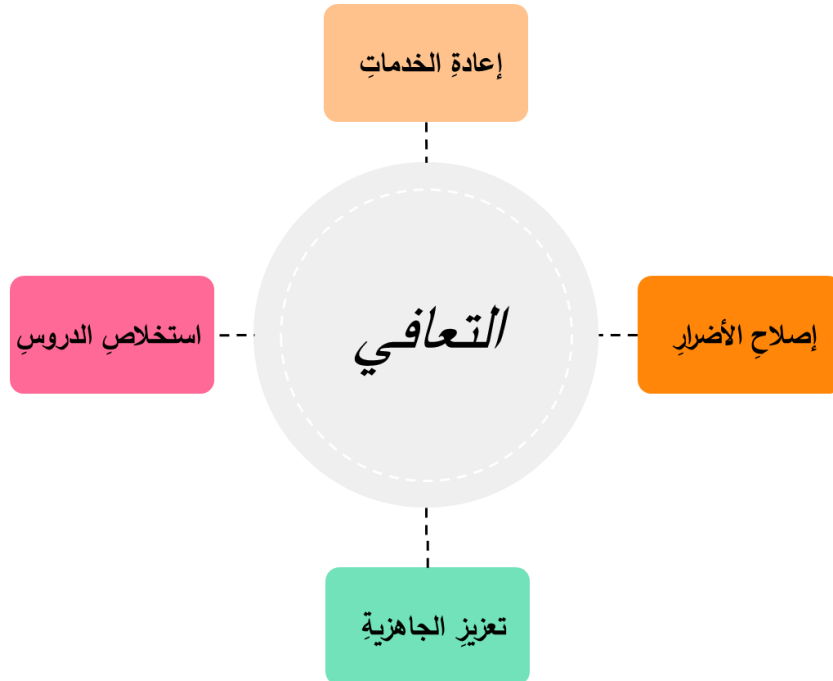 إعادةِ الخدماتِ
إصلاحِ الأضرارِ
التعافي
استخلاصِ الدروسِ
تعزيزِ الجاهزيةِ